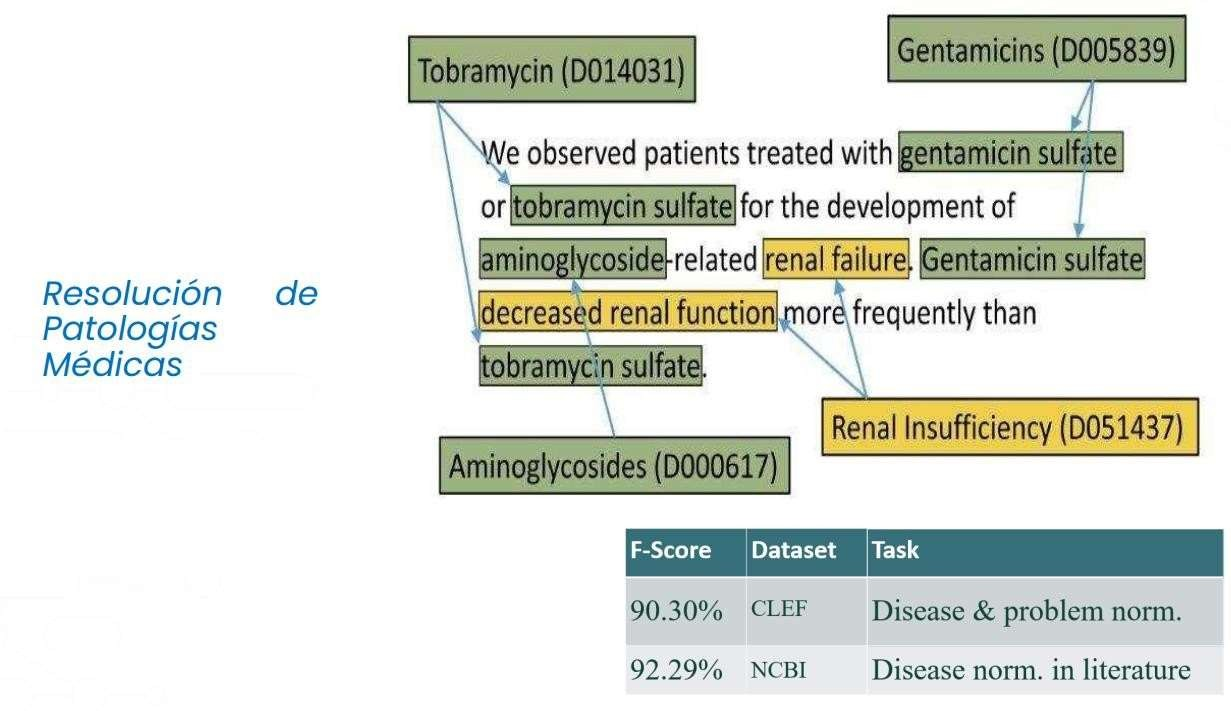 Tobramycin (D014031)
Gentamicins (D005839)
We observed patients treated with gentamicin sulfate
or tobramycin sulfate for the development of
aminoglycoside-related renal failure. Gentamicin sulfate
decreased renal function more frequently than
tobramycin sulfate.
Renal Insufficiency (D051437)
Aminoglycosides (D000617)
Resolución de
Patologías
Médicas
F-Score Dataset Task
90.30% CLEF Disease & problem norm.
92.29% NCBI Disease norm. in literature